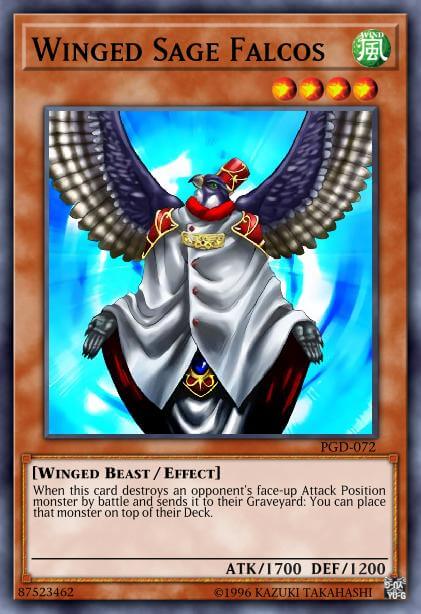 Winged Sage Falcos
WIND
風
PGD-072
[Winged Beast / Effect]
When this card destroys an opponent's face-up Attack Position
monster by battle and sends it to their Graveyard: You can place
that monster on top of their Deck.
ATK/1700 DEF/1200
87523462
©1996 KAZUKI TAKAHASHI